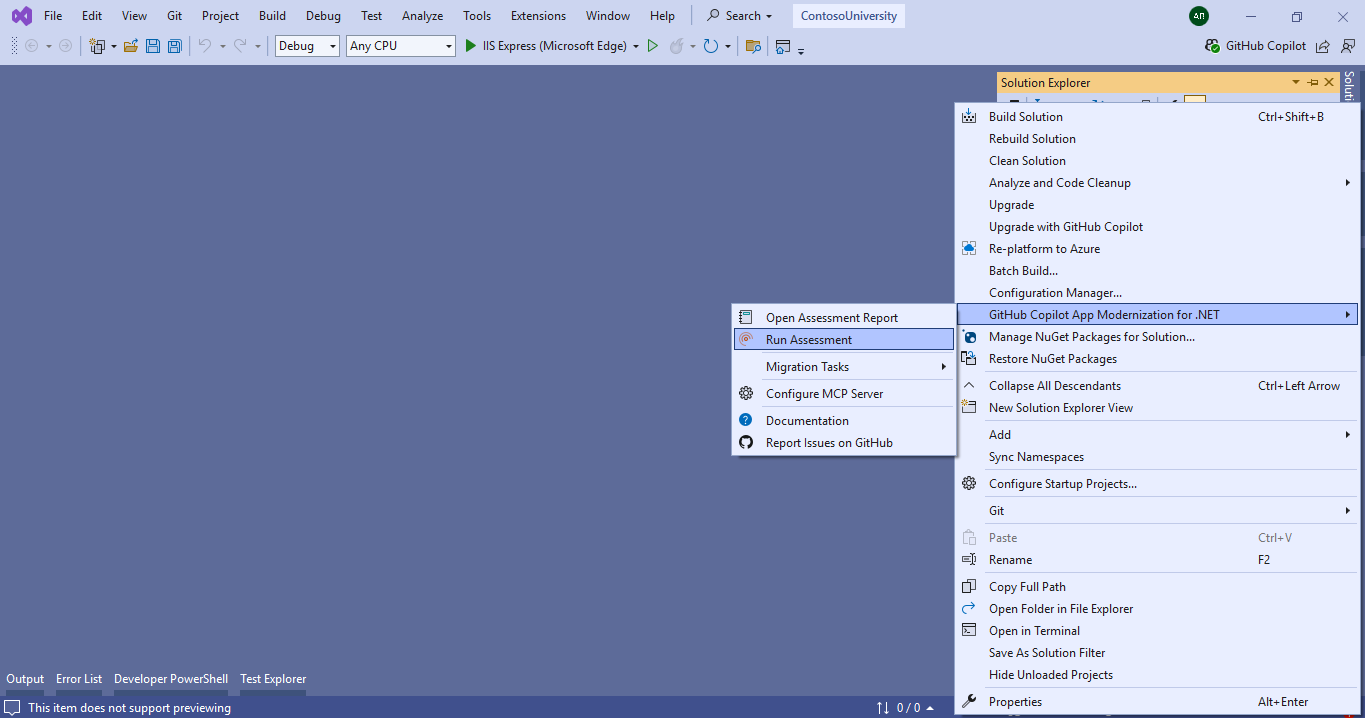 File Edit View Git Project Build Debug Test Analyze Tools Extensions Window Help Search ContosoUniversity АП
Debug Any CPU IIS Express (Microsoft Edge) GitHub Copilot
Solution Explorer
Build Solution Ctrl+Shift+B
Rebuild Solution
Clean Solution
Analyze and Code Cleanup
Upgrade
Upgrade with GitHub Copilot
Re-platform to Azure
Batch Build...
Configuration Manager...
GitHub Copilot App Modernization for .NET
Manage NuGet Packages for Solution...
Restore NuGet Packages
Collapse All Descendants Ctrl+Left Arrow
New Solution Explorer View
Add
Sync Namespaces
Configure Startup Projects...
Git
Paste Ctrl+V
Rename F2
Copy Full Path
Open Folder in File Explorer
Open in Terminal
Save As Solution Filter
Hide Unloaded Projects
Properties Alt+Enter
Open Assessment Report
Run Assessment
Migration Tasks
Configure MCP Server
Documentation
Report Issues on GitHub
Output Error List Developer PowerShell Test Explorer
This item does not support previewing 0 / 0